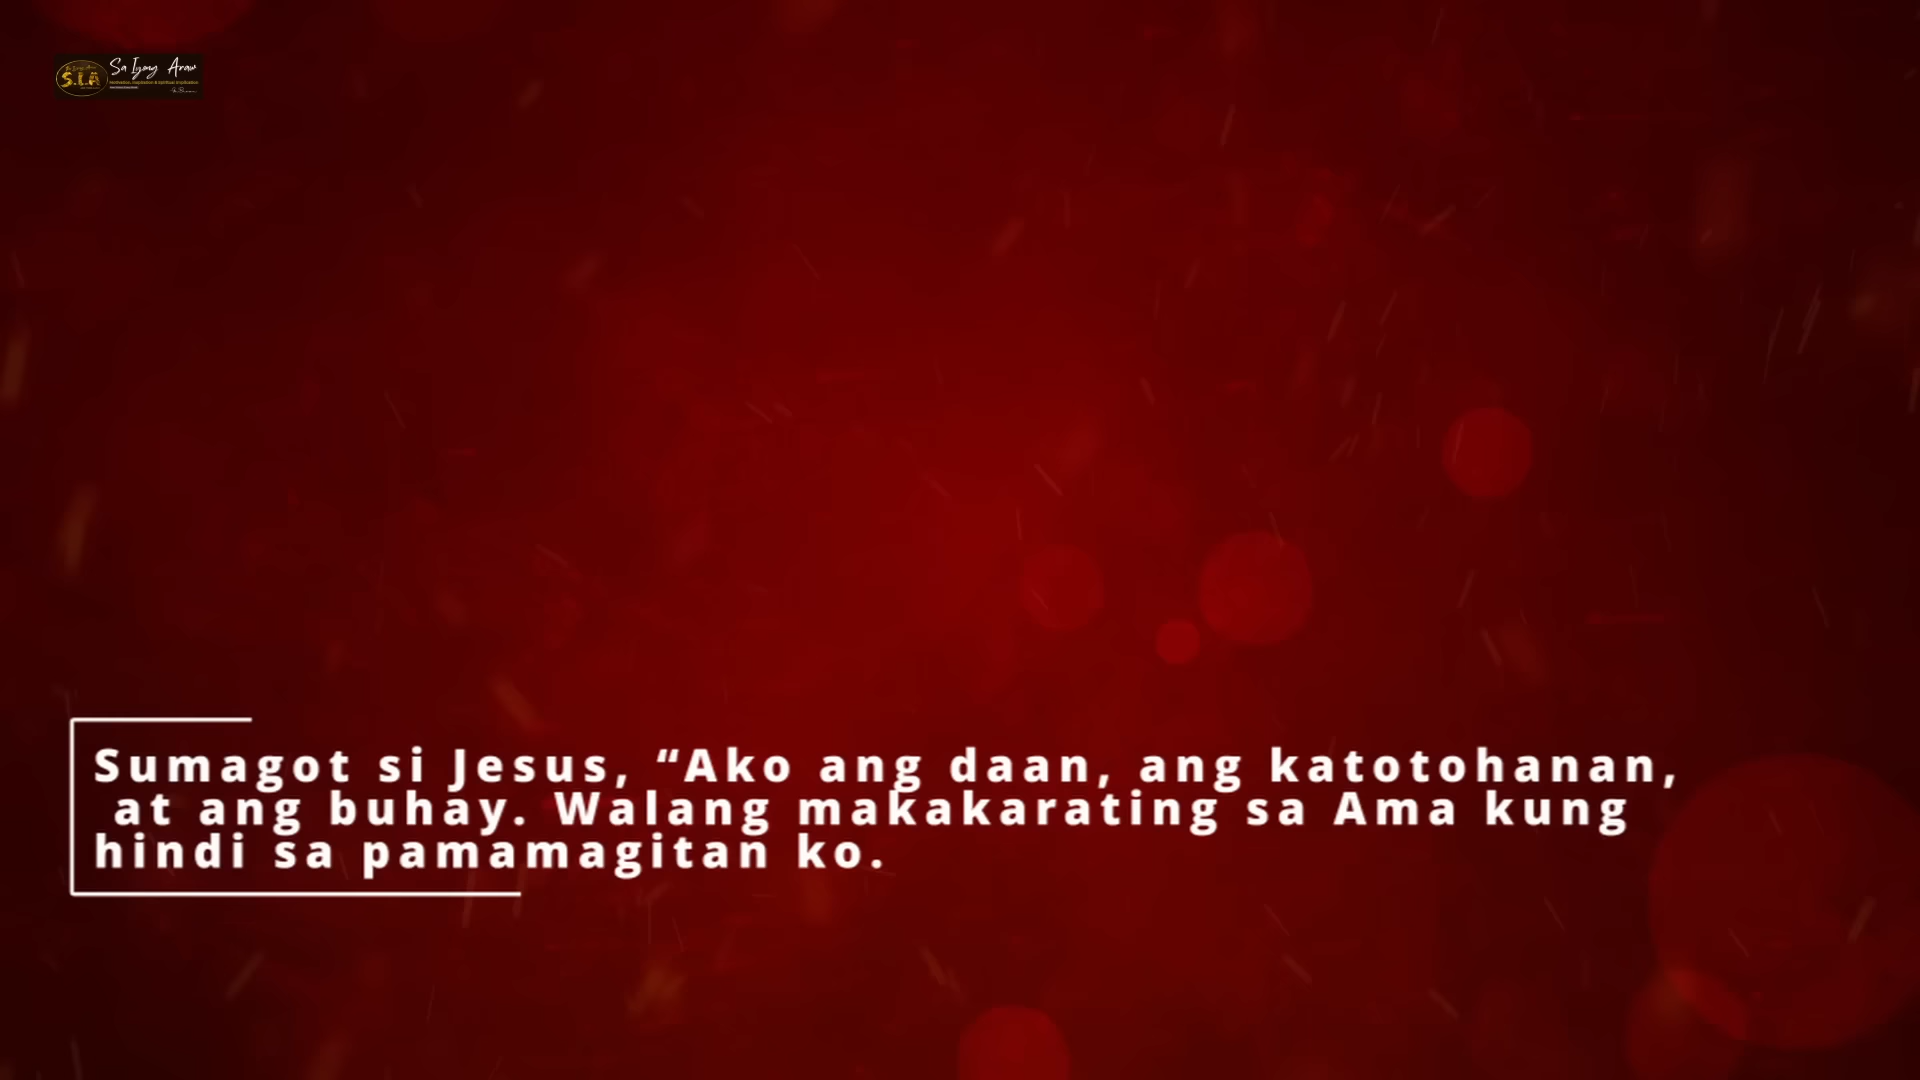 S.I.A
Sa Iyong Araw
Sumagot si Jesus, “Ako ang daan, ang katotohanan,
at ang buhay. Walang makakarating sa Ama kung
hindi sa pamamagitan ko.